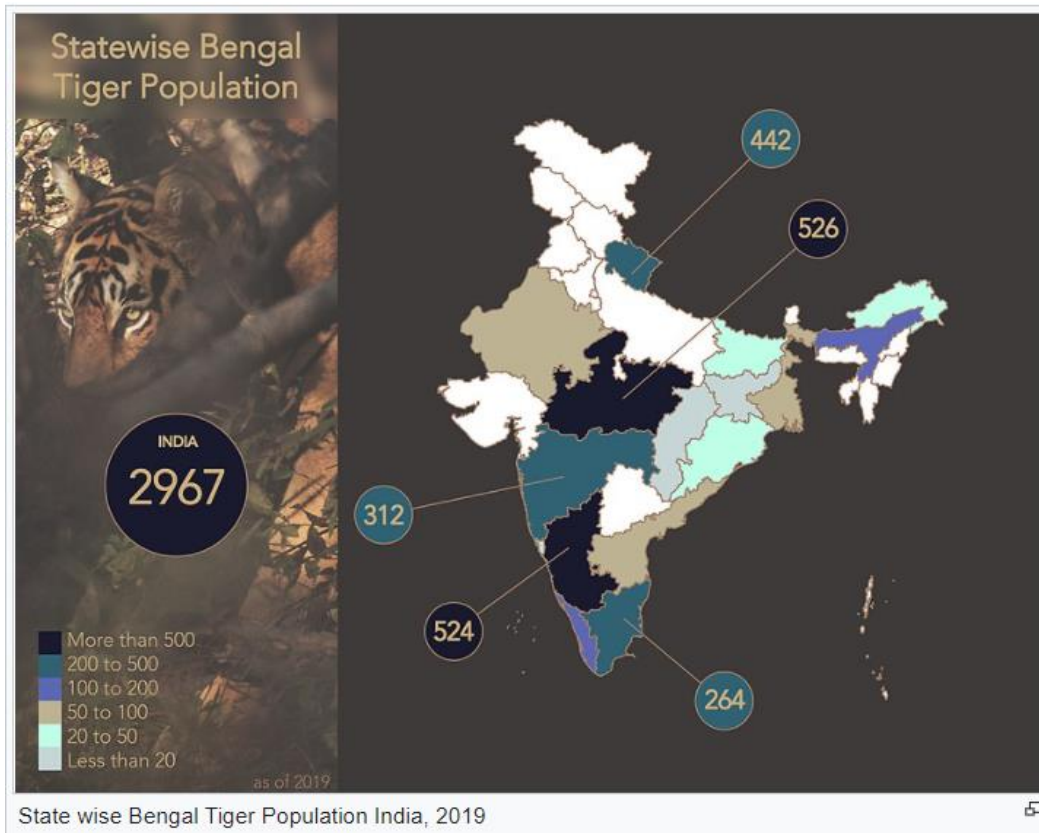 Statewise Bengal
Tiger Population
INDIA
2967
442
526
312
524
264
More than 500
200 to 500
100 to 200
50 to 100
20 to 50
Less than 20
as of 2019
State wise Bengal Tiger Population India, 2019